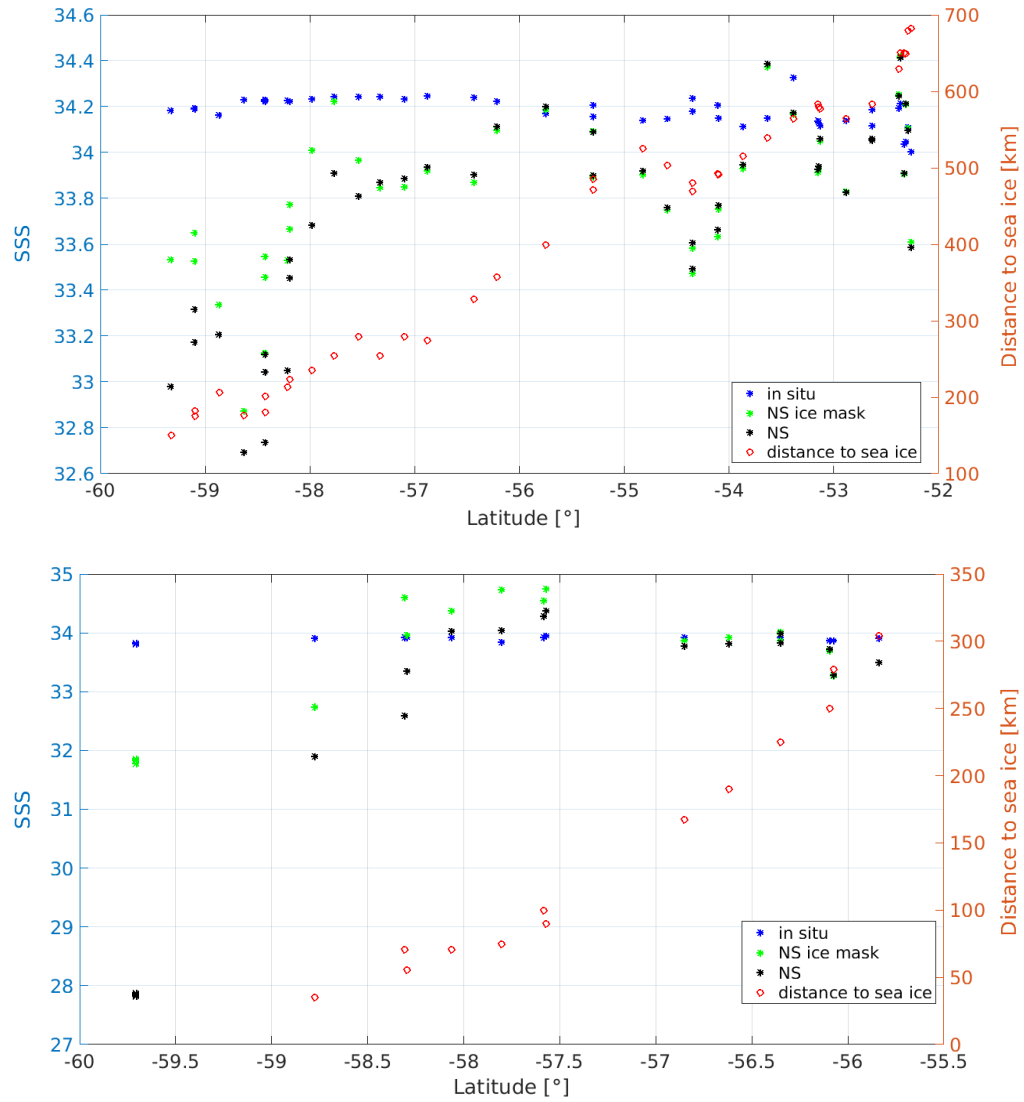 34.6
34.4
34.2
34
33.8
33.6
33.4
33.2
33
32.8
32.6
SSS
700
600
500
400
300
200
100
Distance to sea ice [km]
in situ
NS ice mask
NS
distance to sea ice
-60 -59 -58 -57 -56 -55 -54 -53 -52
Latitude [°]
35
34
33
32
31
30
29
28
27
SSS
350
300
250
200
150
100
50
0
Distance to sea ice [km]
in situ
NS ice mask
NS
distance to sea ice
-60 -59.5 -59 -58.5 -58 -57.5 -57 -56.5 -56 -55.5
Latitude [°]